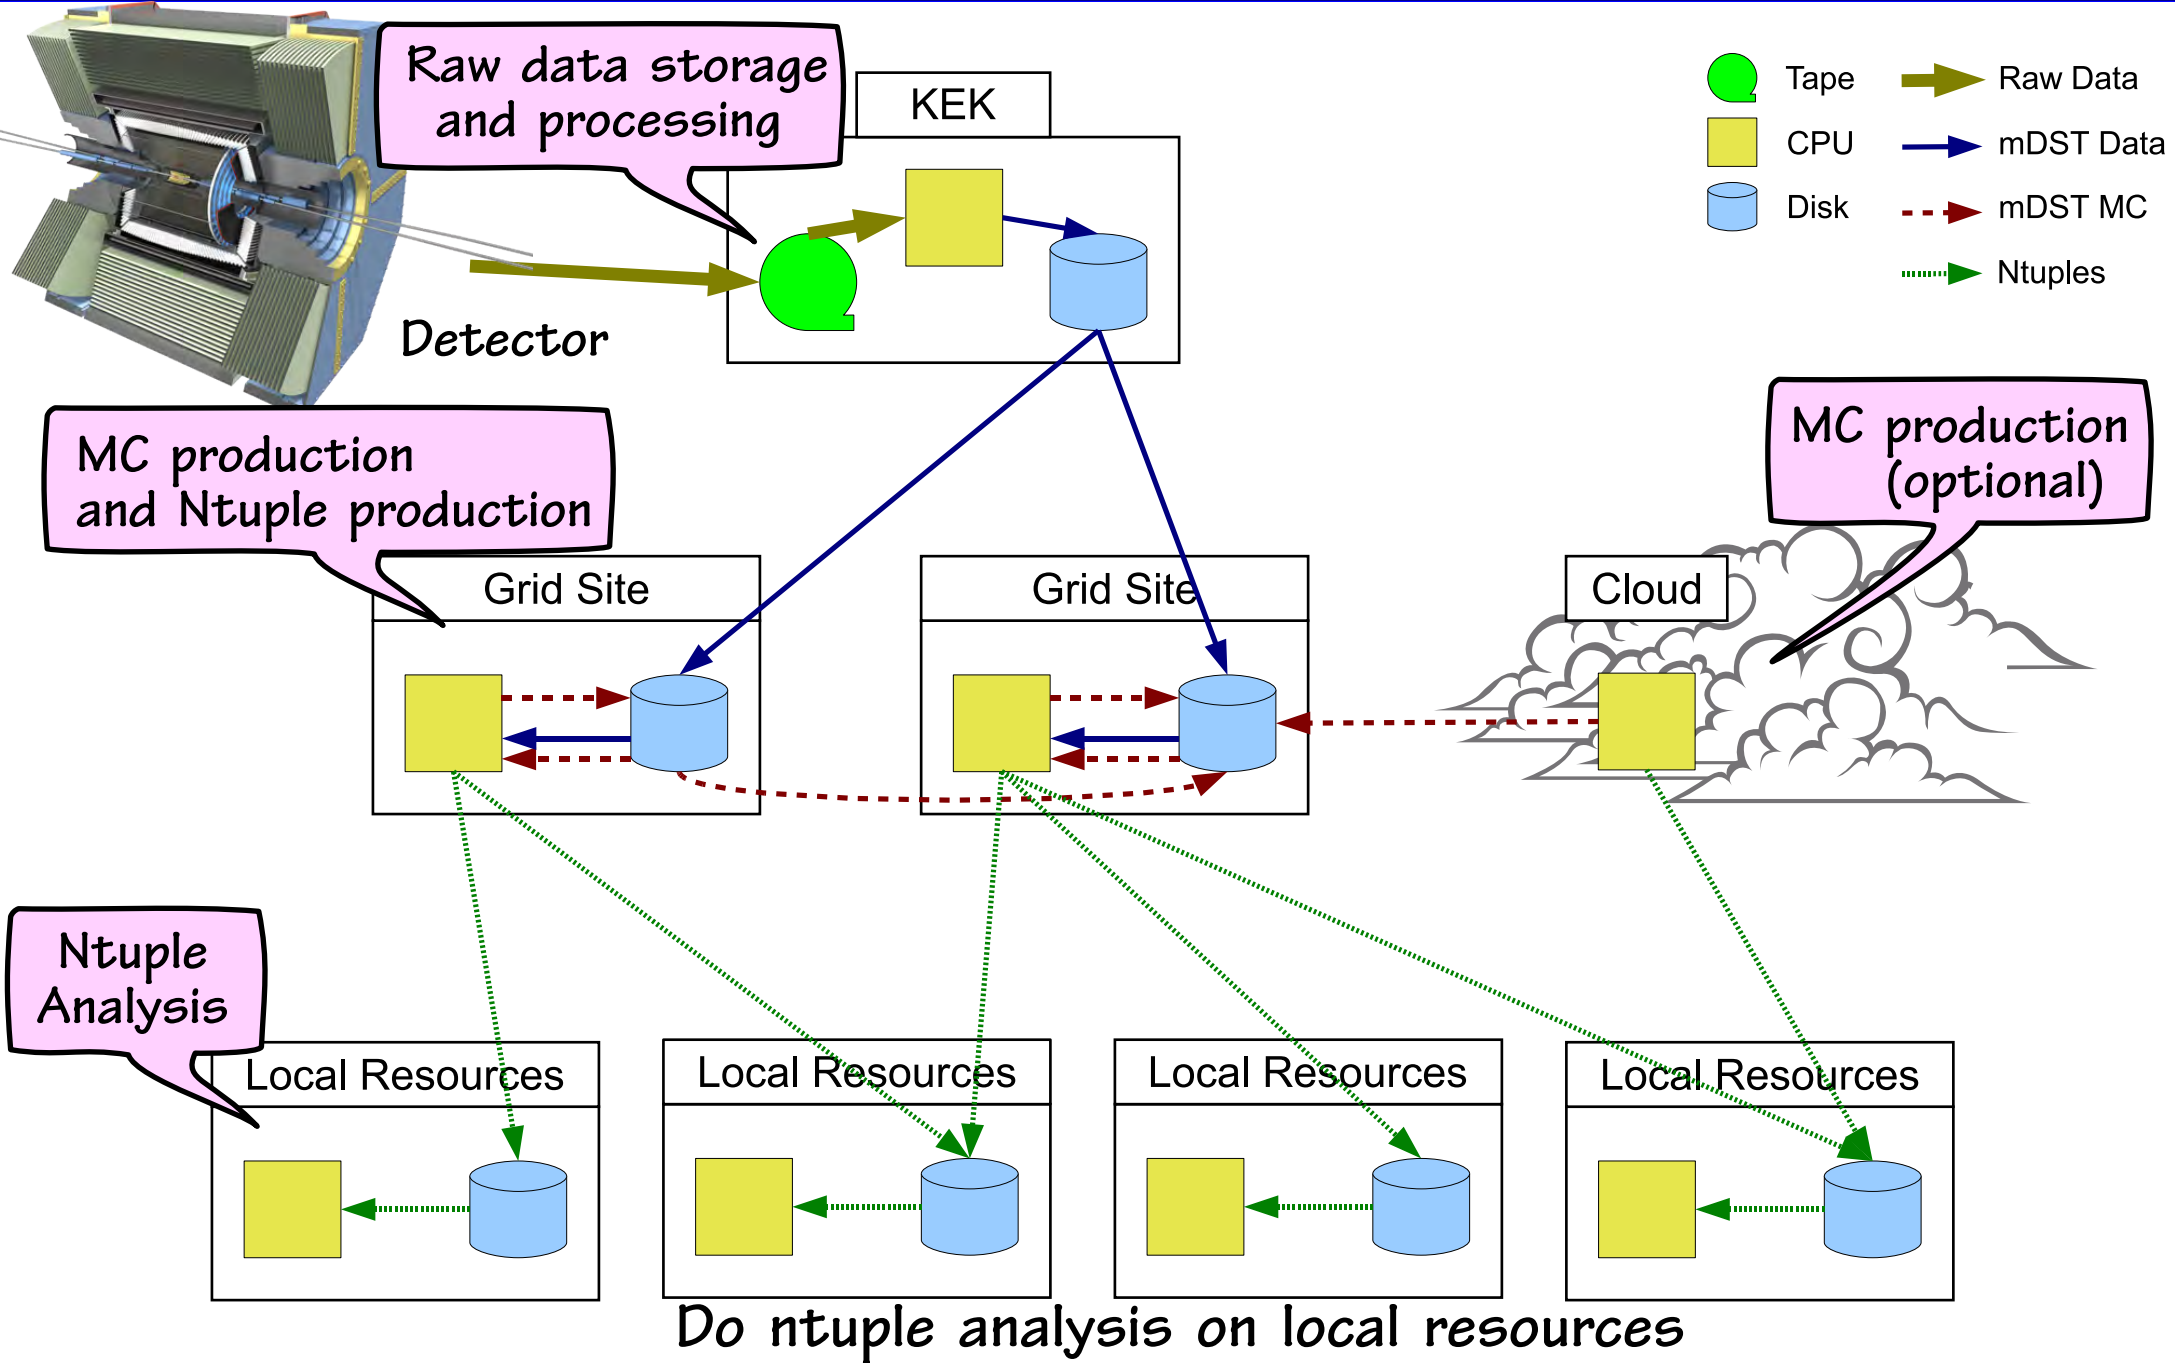 Raw data storage
and processing
KEK
Tape
Raw Data
CPU
mDST Data
Disk
mDST MC
Ntuples
Detector
MC production
and Ntuple production
MC production
(optional)
Grid Site
Grid Site
Cloud
Ntuple
Analysis
Local Resources
Local Resources
Local Resources
Local Resources
Do ntuple analysis on local resources